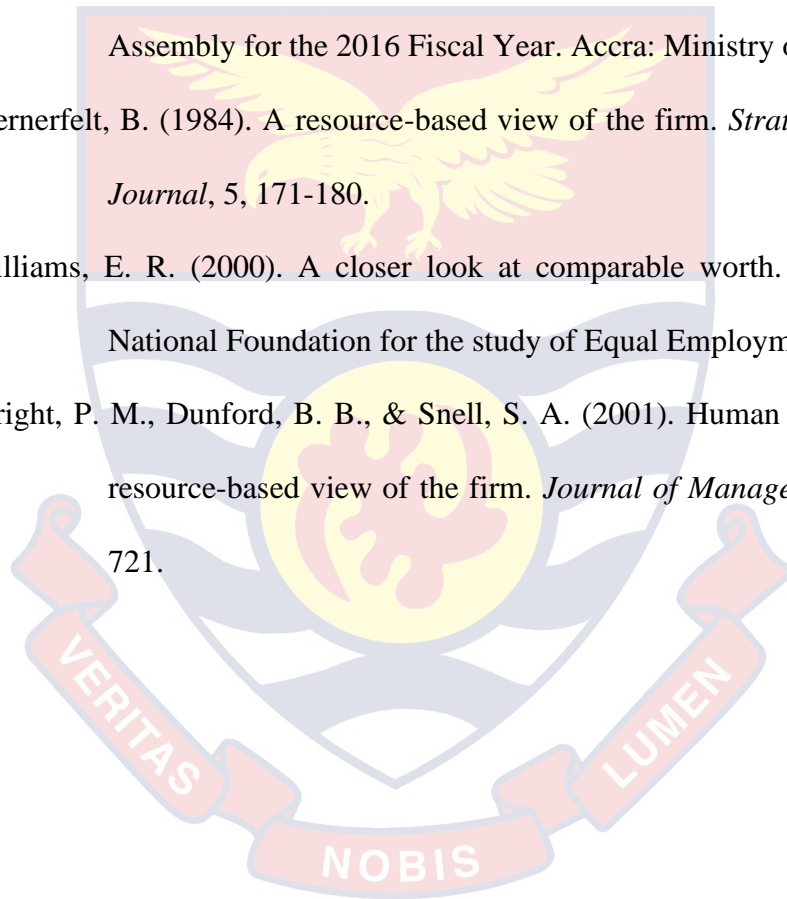 Assembly for the 2016 Fiscal Year. Accra: Ministry
ernerfelt, B. (1984). A resource-based view of the firm. Strat
Journal, 5, 171-180.
illiams, E. R. (2000). A closer look at comparable worth.
National Foundation for the study of Equal Employm
right, P. M., Dunford, B. B., & Snell, S. A. (2001). Human
resource-based view of the firm. Journal of Manage
721.
VERITAS
NOBIS
LUMEN